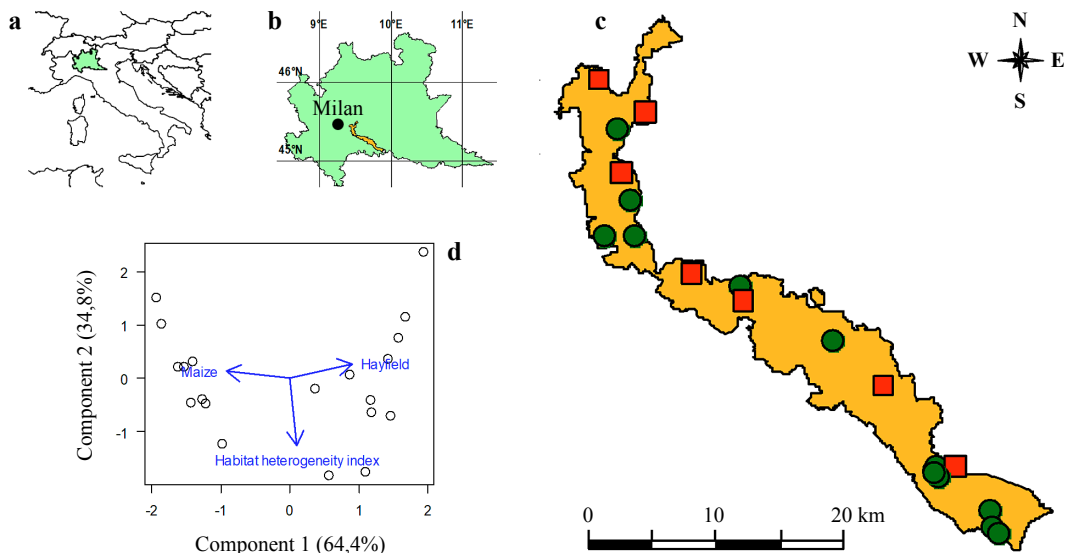 a
b
9°E 10°E 11°E
46°N
Milan
45°N
c
N
W E
S
d
Component 2 (34,8%)
2
1
0
-1
Maize
Hayfield
Habitat heterogeneity index
-2 -1 0 1 2
Component 1 (64,4%)
0 10 20 km